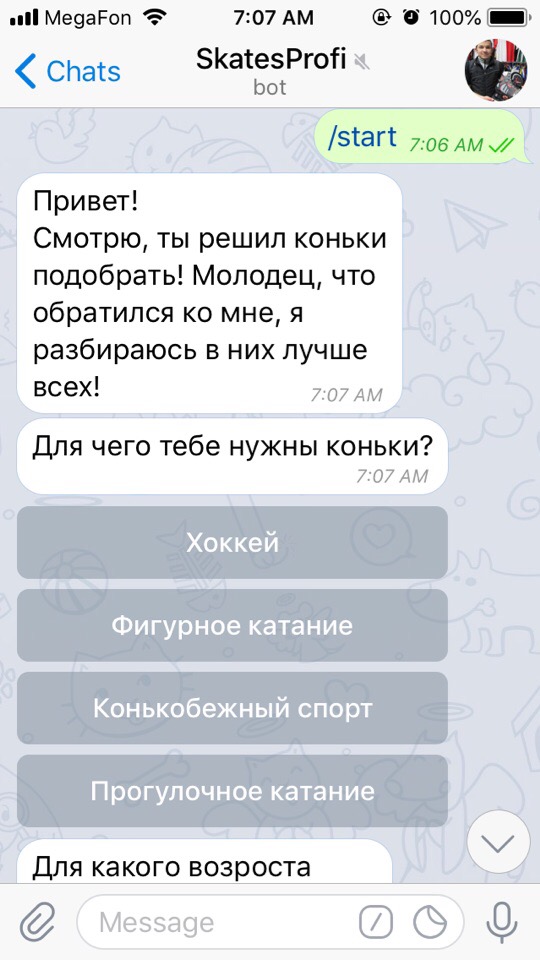 MegaFon 7:07 AM 100%
Chats
SkatesProfi
bot
/start 7:06 AM
Привет!
Смотрю, ты решил коньки
подобрать! Молодец, что
обратился ко мне, я
разбираюсь в них лучше
всех!
7:07 AM
Для чего тебе нужны коньки?
7:07 AM
Хоккей
Фигурное катание
Конькобежный спорт
Прогулочное катание
Для какого возроста
Message